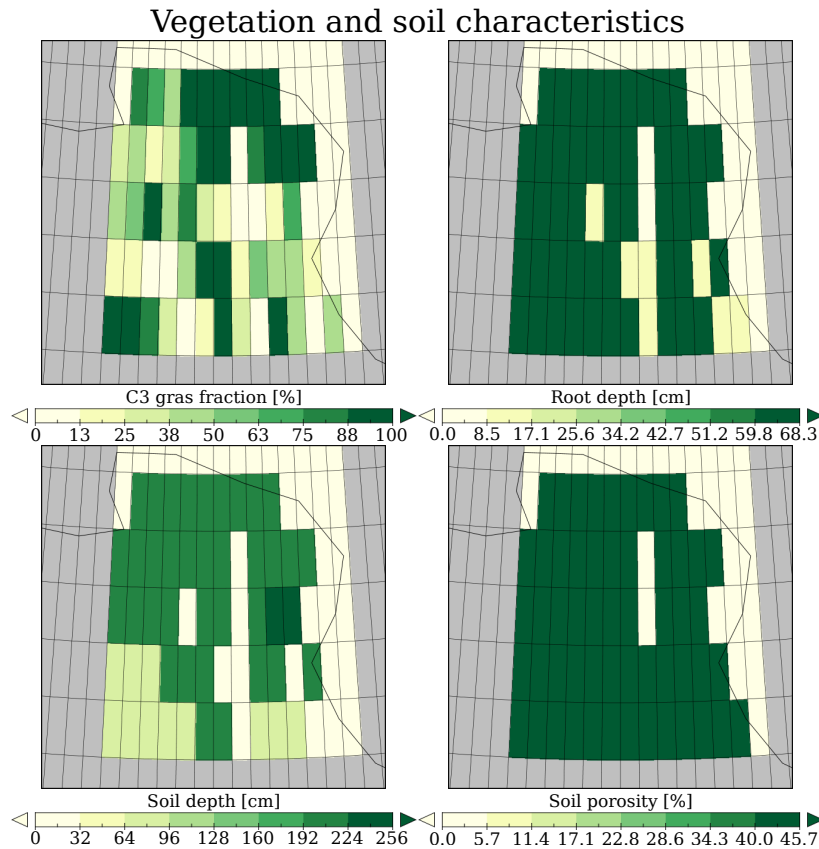 Vegetation and soil characteristics
C3 gras fraction [%]
0 13 25 38 50 63 75 88 100
Root depth [cm]
0.0 8.5 17.1 25.6 34.2 42.7 51.2 59.8 68.3
Soil depth [cm]
0 32 64 96 128 160 192 224 256
Soil porosity [%]
0.0 5.7 11.4 17.1 22.8 28.6 34.3 40.0 45.7